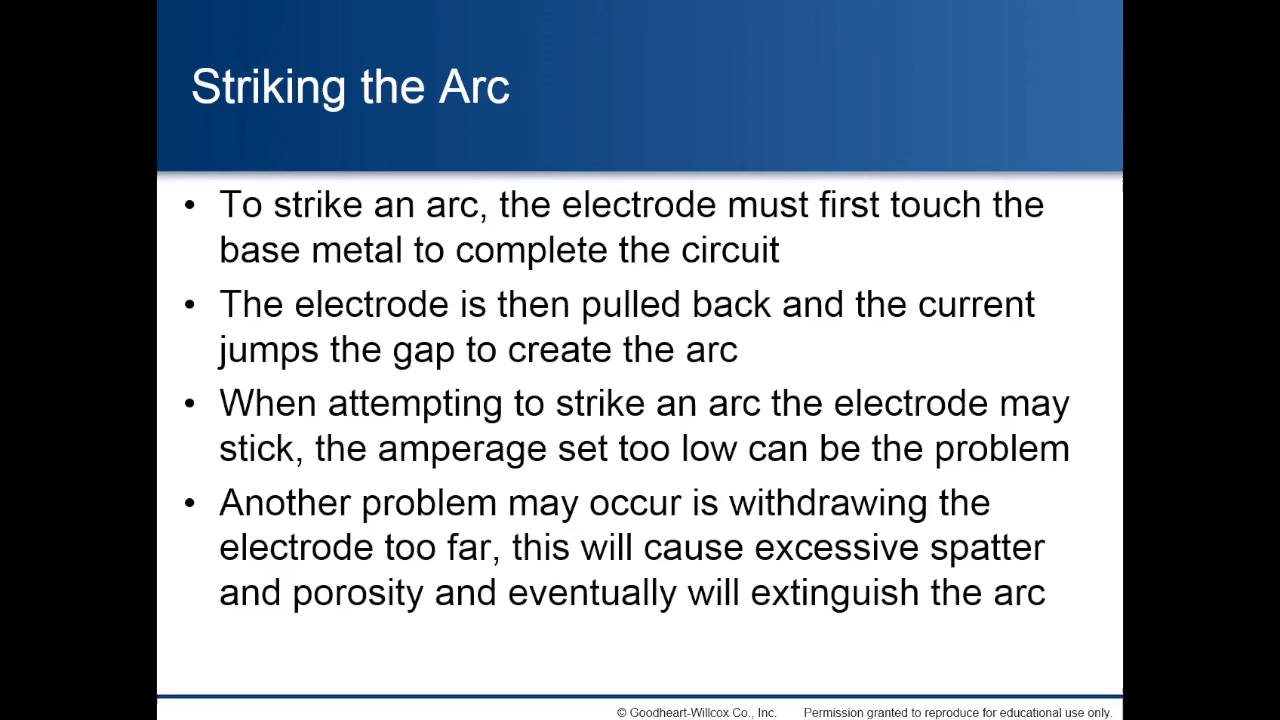 Striking the Arc
• To strike an arc, the electrode must first touch the
base metal to complete the circuit
• The electrode is then pulled back and the current
jumps the gap to create the arc
• When attempting to strike an arc the electrode may
stick, the amperage set too low can be the problem
• Another problem may occur is withdrawing the
electrode too far, this will cause excessive spatter
and porosity and eventually will extinguish the arc
© Goodheart-Willcox Co., Inc. Permission granted to reproduce for educational use only.